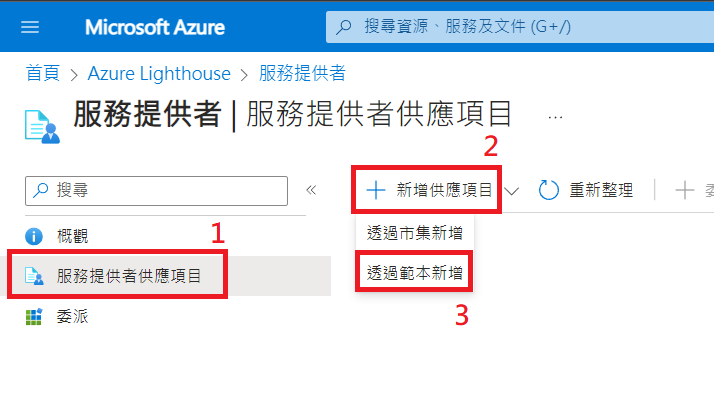 Microsoft Azure
搜尋資源、服務及文件 (G+/)
首頁 > Azure Lighthouse > 服務提供者
服務提供者 | 服務提供者供應項目 ...
2
搜尋 «
新增供應項目
重新整理
1
概觀
透過市集新增
服務提供者供應項目
透過範本新增
委派
3